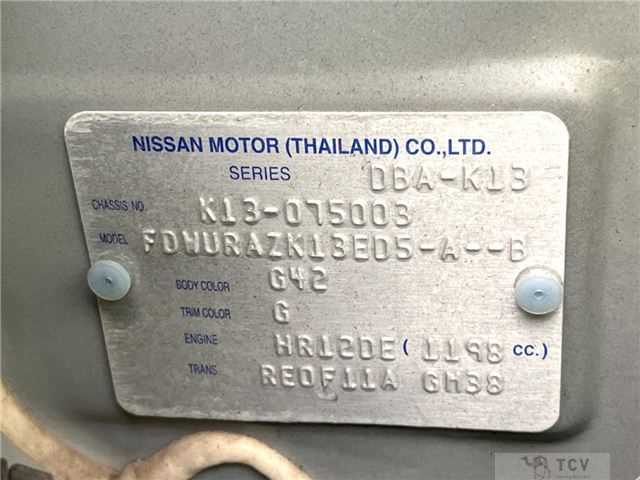 NISSAN MOTOR (THAILAND) CO.,LTD.
SERIES DBA-K13
CHASSIS NO. K13-075003
MODEL FDWURAZK13ED5-A--B
BODY COLOR G42
TRIM COLOR G
ENGINE HR12DE ( 1198 CC.)
TRANS. RE0F11A GH38
TCV